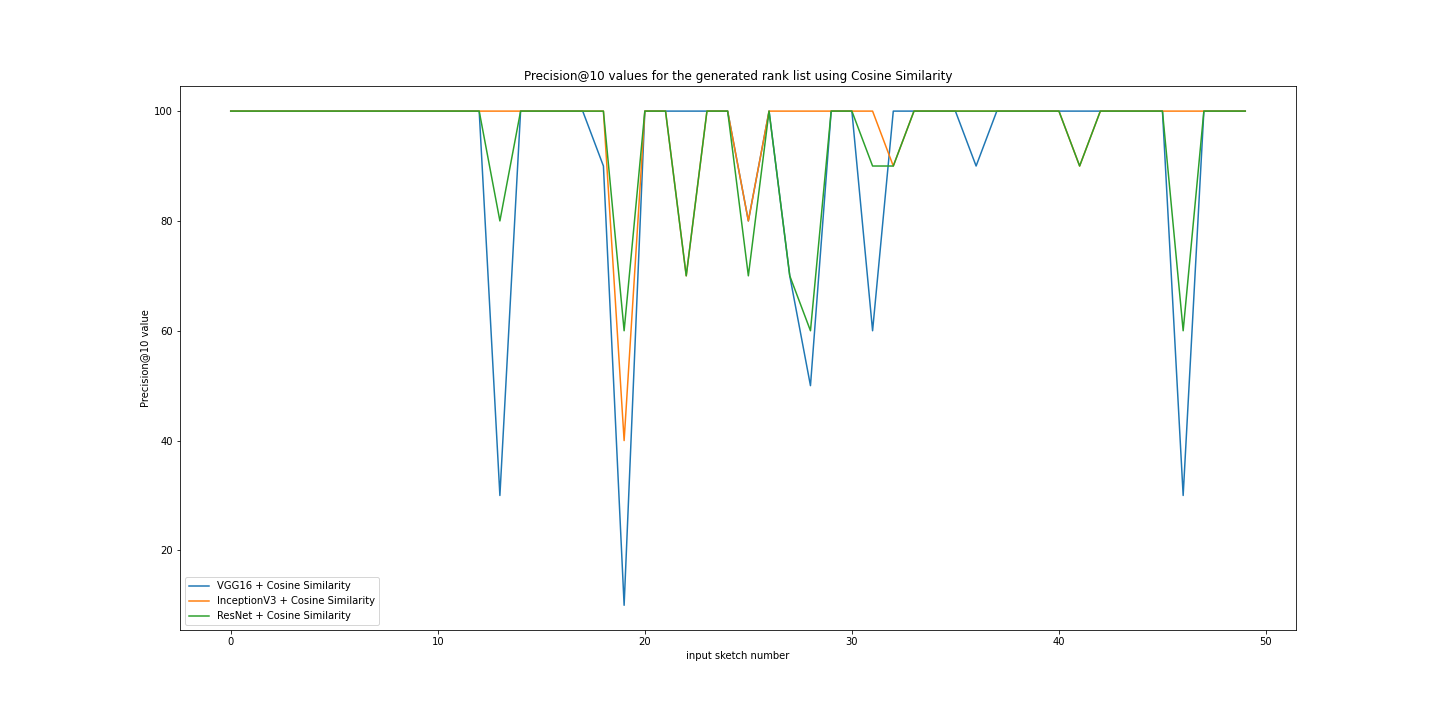 Precision@10 values for the generated rank list using Cosine Similarity
100
80
60
40
20
Precision@10 value
VGG16 + Cosine Similarity
InceptionV3 + Cosine Similarity
ResNet + Cosine Similarity
0 10 20 30 40 50
input sketch number